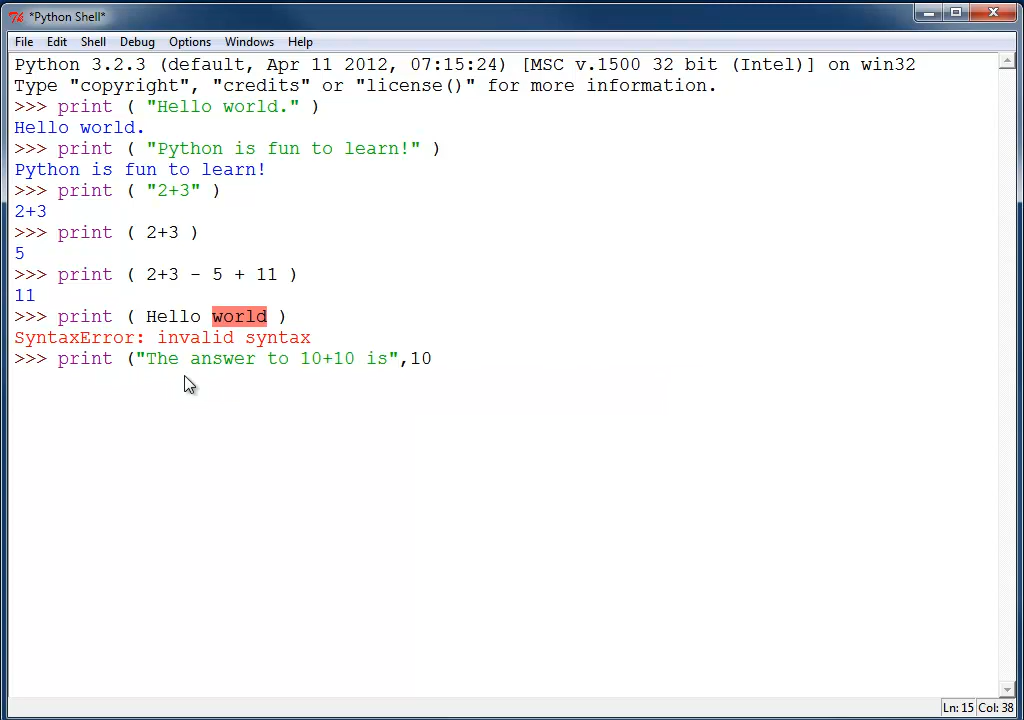 *Python Shell*
File Edit Shell Debug Options Windows Help
Python 3.2.3 (default, Apr 11 2012, 07:15:24) [MSC v.1500 32 bit (Intel)] on win32
Type "copyright", "credits" or "license()" for more information.
>>> print ( "Hello world." )
Hello world.
>>> print ( "Python is fun to learn!" )
Python is fun to learn!
>>> print ( "2+3" )
2+3
>>> print ( 2+3 )
5
>>> print ( 2+3 - 5 + 11 )
11
>>> print ( Hello world )
SyntaxError: invalid syntax
>>> print ("The answer to 10+10 is",10
Ln: 15 Col: 38